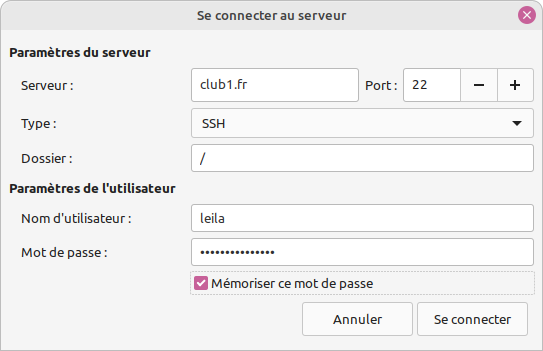 Se connecter au serveur
Paramètres du serveur
Serveur : club1.fr Port : 22
Type : SSH
Dossier : /
Paramètres de l'utilisateur
Nom d'utilisateur : leila
Mot de passe : •••••••••••••••
Mémoriser ce mot de passe
Annuler Se connecter